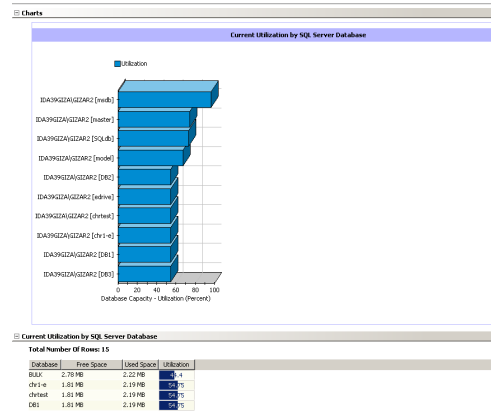 Charts
Current Utilization by SQL Server Database
Utilization
IDA39GIZA\GIZAR2 [msdb]
IDA39GIZA\GIZAR2 [master]
IDA39GIZA\GIZAR2 [SQLdb]
IDA39GIZA\GIZAR2 [model]
IDA39GIZA\GIZAR2 [DB2]
IDA39GIZA\GIZAR2 [edrive]
IDA39GIZA\GIZAR2 [chrtest]
IDA39GIZA\GIZAR2 [chr1-e]
IDA39GIZA\GIZAR2 [DB1]
IDA39GIZA\GIZAR2 [DB3]
0 20 40 60 80 100
Database Capacity - Utilization (Percent)
Current Utilization by SQL Server Database
Total Number Of Rows: 15
Database Free Space Used Space Utilization
BULK 2.78 MB 2.22 MB 44.4
chr1-e 1.81 MB 2.19 MB 54.75
chrtest 1.81 MB 2.19 MB 54.75
DB1 1.81 MB 2.19 MB 54.75